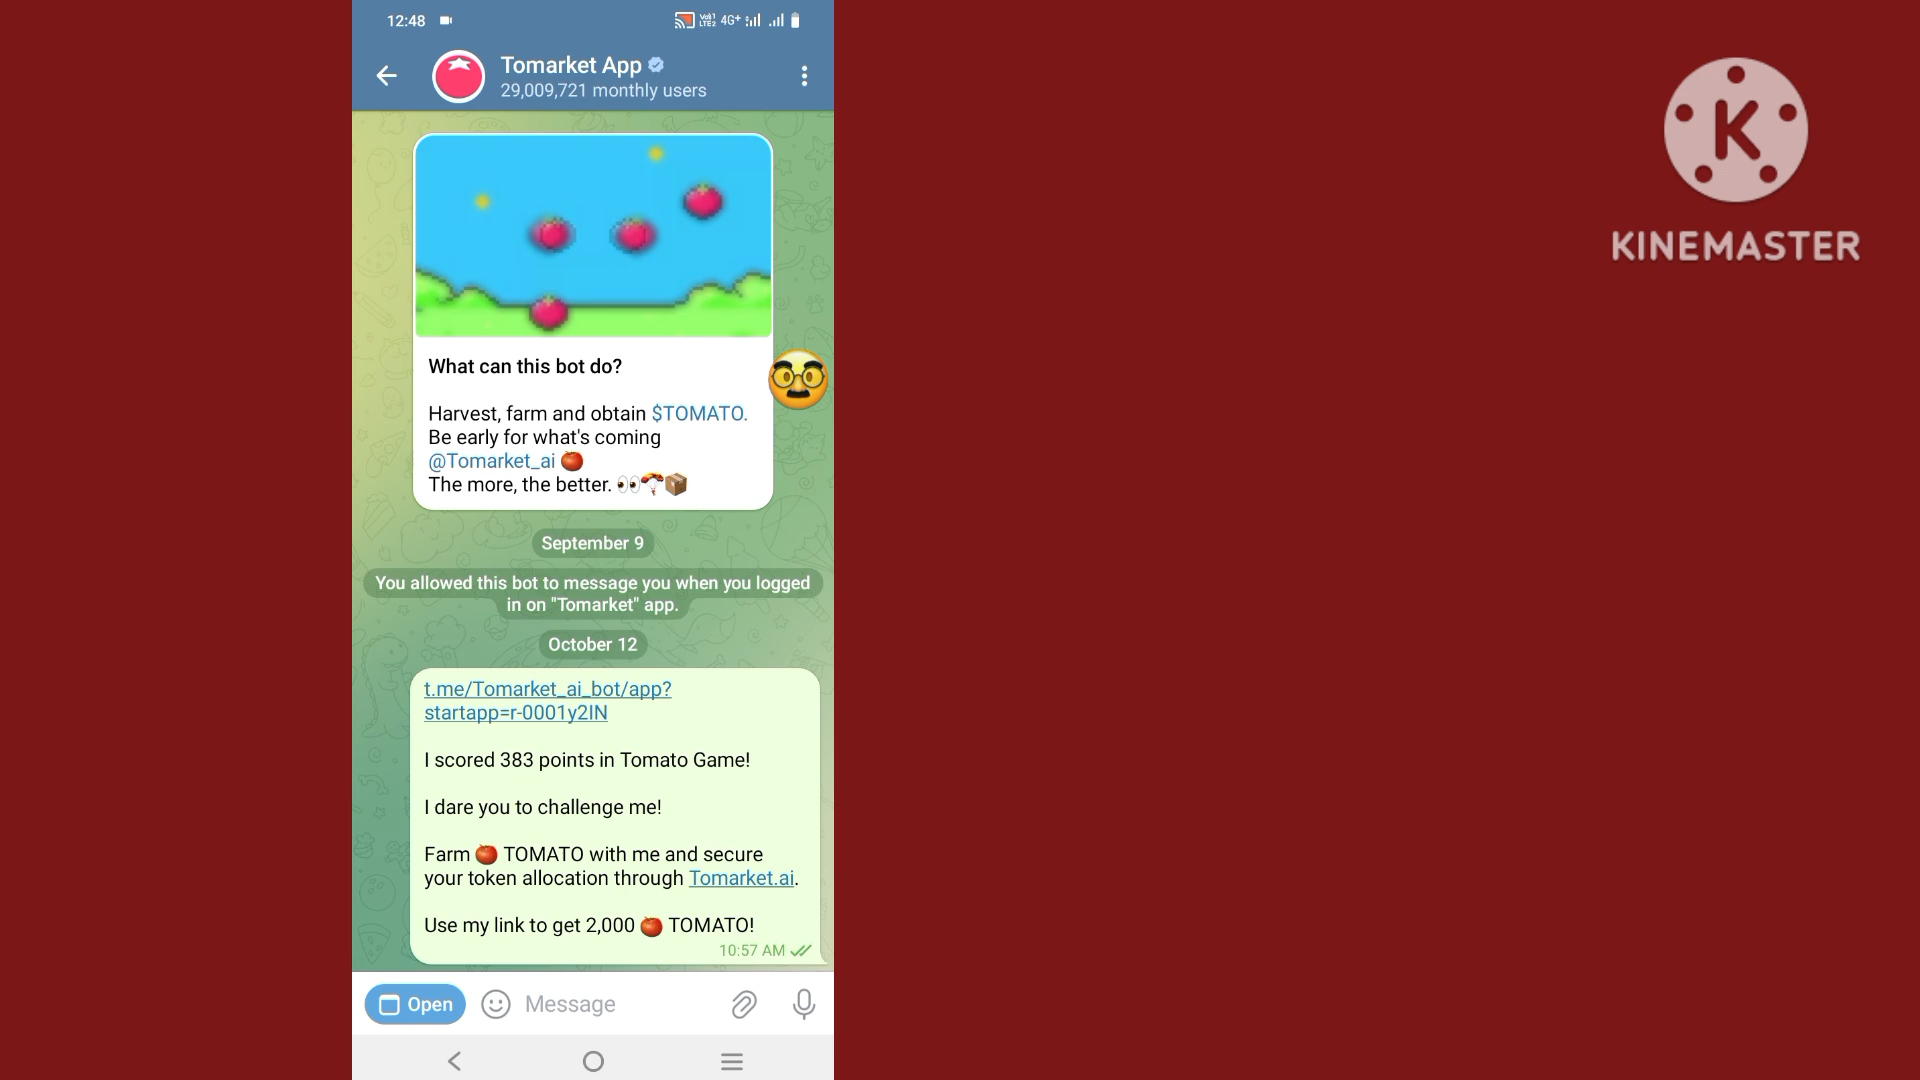 12:48
VoI1 LTE2 4G+
Tomarket App
29,009,721 monthly users
K
KINEMASTER
What can this bot do?
Harvest, farm and obtain $TOMATO.
Be early for what's coming
@Tomarket_ai 🍅
The more, the better. 👀🪂📦
September 9
You allowed this bot to message you when you logged
in on "Tomarket" app.
October 12
t.me/Tomarket_ai_bot/app?
startapp=r-0001y2IN
I scored 383 points in Tomato Game!
I dare you to challenge me!
Farm 🍅 TOMATO with me and secure
your token allocation through Tomarket.ai.
Use my link to get 2,000 🍅 TOMATO!
10:57 AM
Open
Message